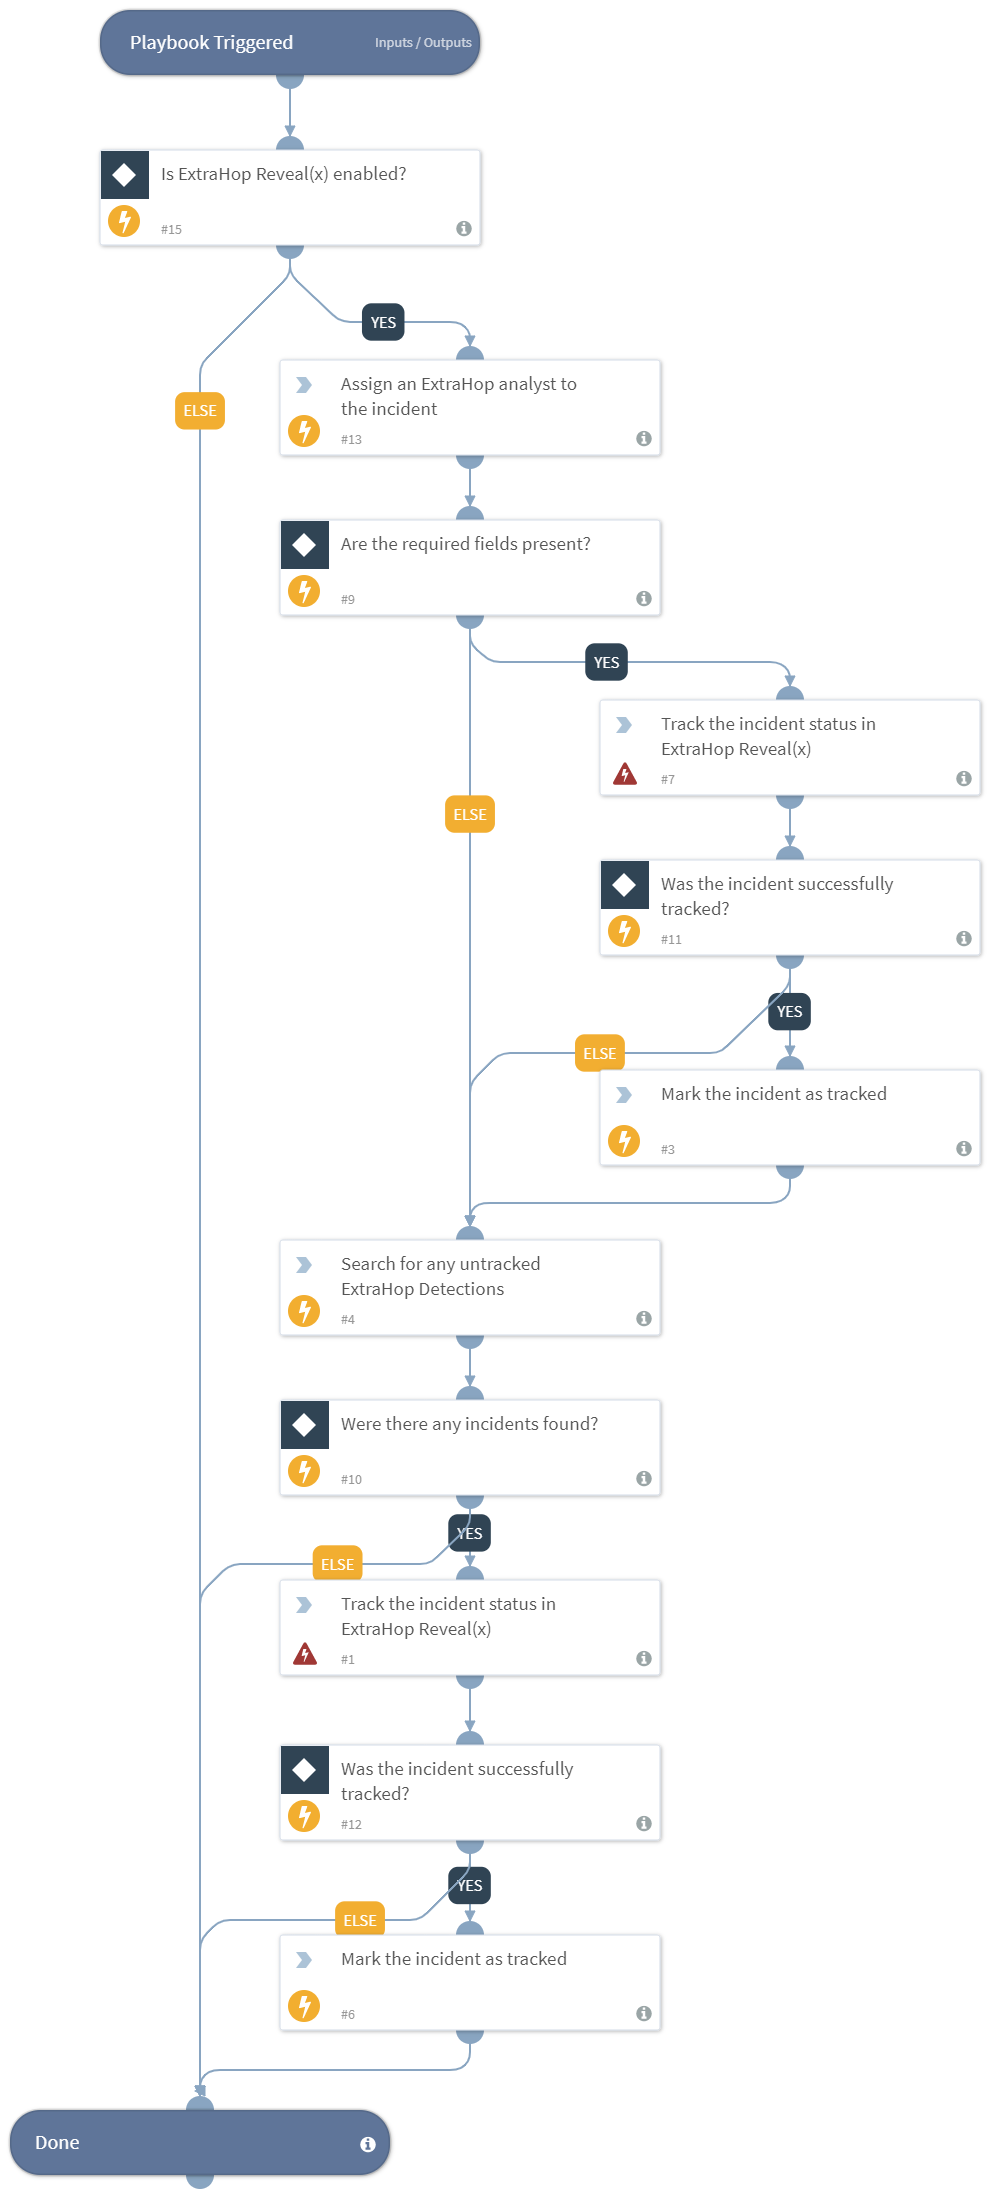 Playbook Triggered
Inputs / Outputs
Is ExtraHop Reveal(x) enabled?
#15
YES
ELSE
Assign an ExtraHop analyst to
the incident
#13
Are the required fields present?
#9
YES
ELSE
Track the incident status in
ExtraHop Reveal(x)
#7
Was the incident successfully
tracked?
#11
YES
ELSE
Mark the incident as tracked
#3
Search for any untracked
ExtraHop Detections
#4
Were there any incidents found?
#10
YES
ELSE
Track the incident status in
ExtraHop Reveal(x)
#1
Was the incident successfully
tracked?
#12
YES
ELSE
Mark the incident as tracked
#6
Done